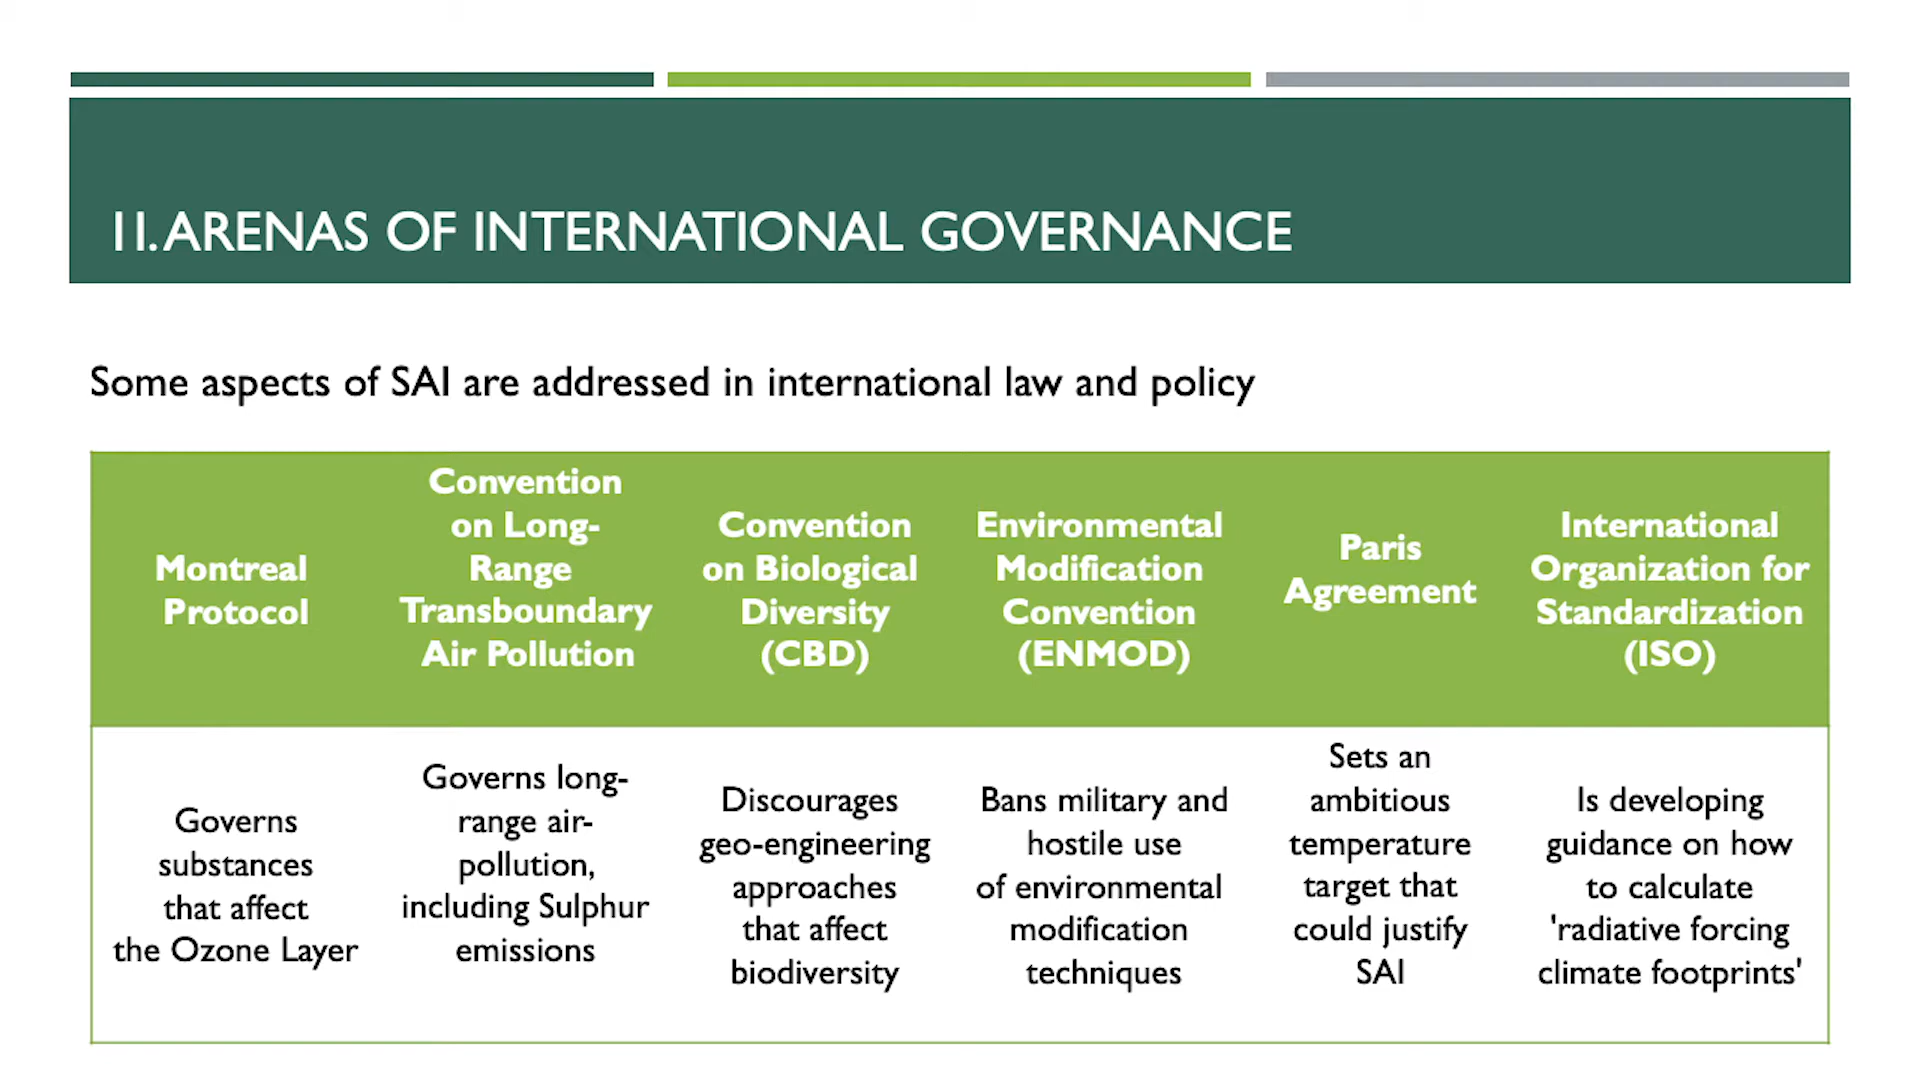 11. ARENAS OF INTERNATIONAL GOVERNANCE
Some aspects of SAI are addressed in international law and policy
Montreal
Protocol
Convention
on Long-
Range
Transboundary
Air Pollution
Convention
on Biological
Diversity
(CBD)
Environmental
Modification
Convention
(ENMOD)
Paris
Agreement
International
Organization for
Standardization
(ISO)
Governs
substances
that affect
the Ozone Layer
Governs long-
range air-
pollution,
including Sulphur
emissions
Discourages
geo-engineering
approaches
that affect
biodiversity
Bans military and
hostile use
of environmental
modification
techniques
Sets an
ambitious
temperature
target that
could justify
SAI
Is developing
guidance on how
to calculate
'radiative forcing
climate footprints'